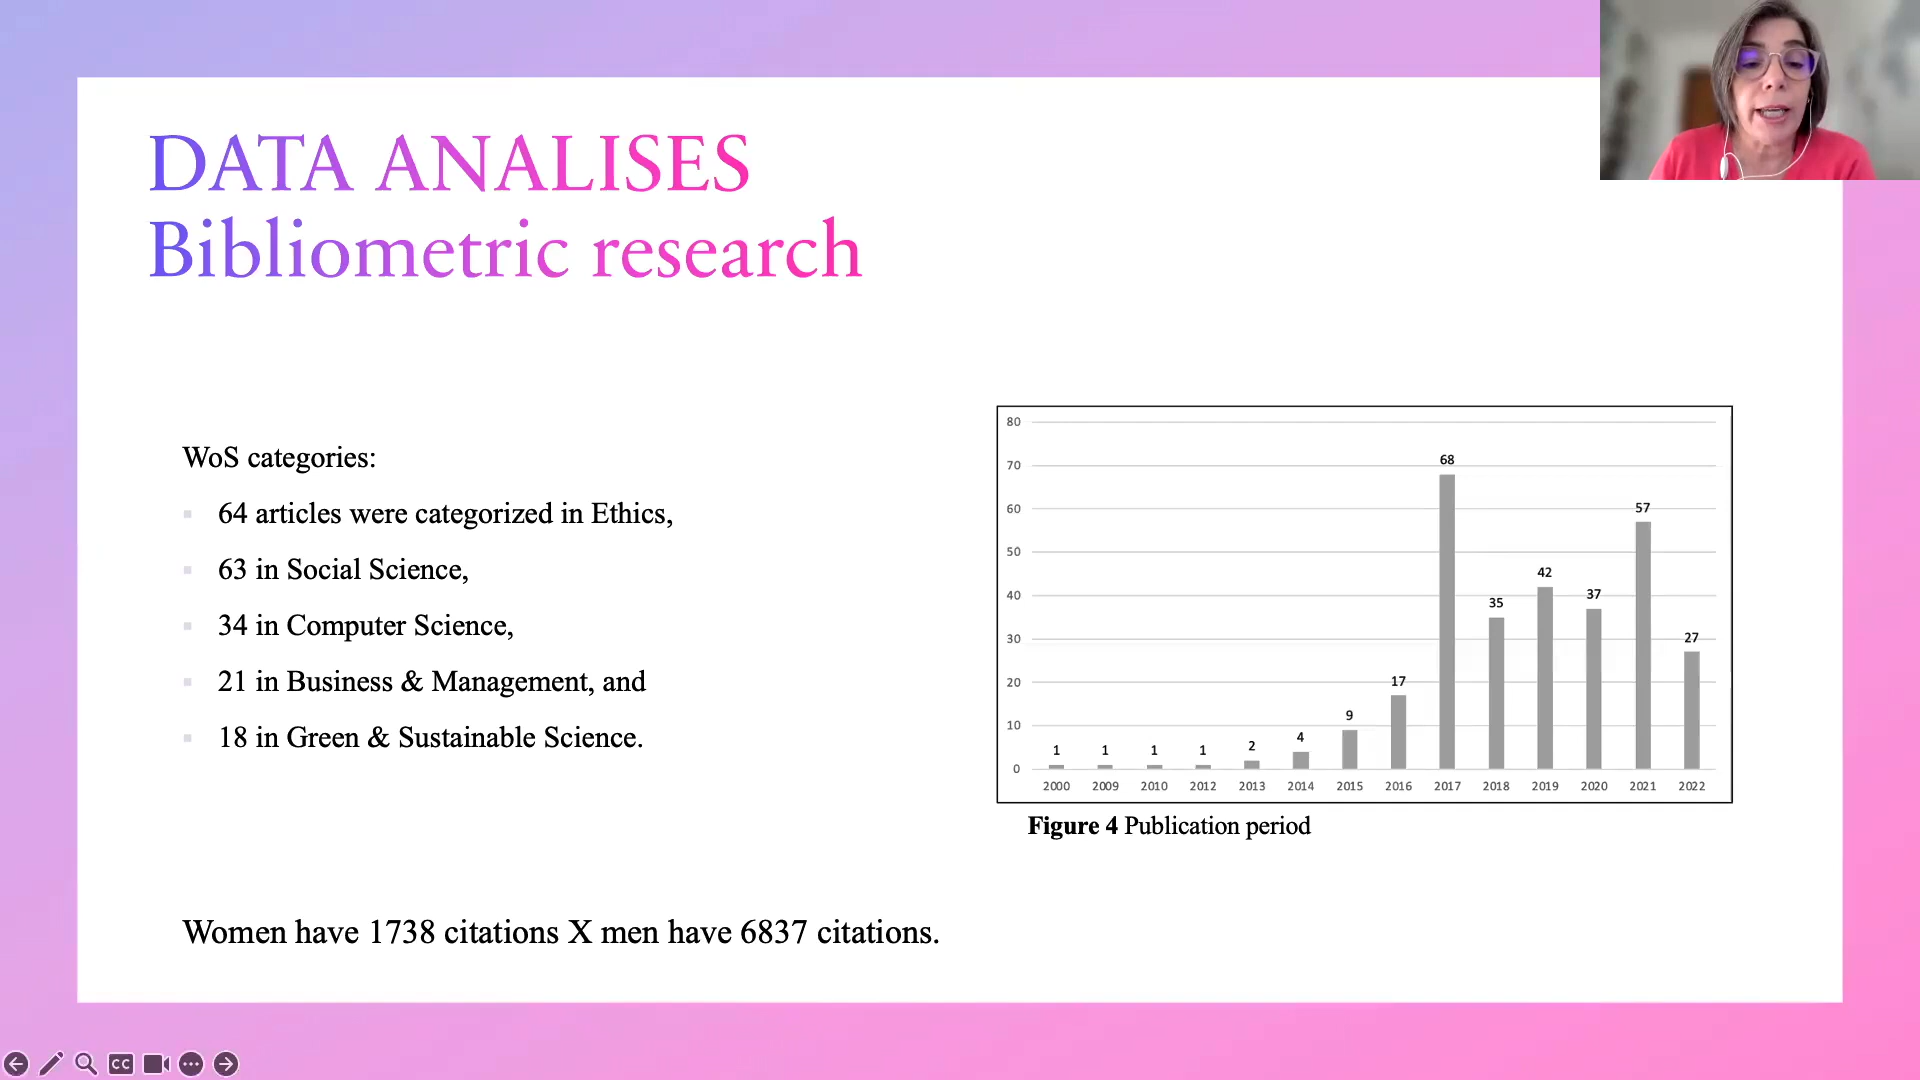 DATA ANALISES
Bibliometric research
WoS categories:
64 articles were categorized in Ethics,
63 in Social Science,
34 in Computer Science,
21 in Business & Management, and
18 in Green & Sustainable Science.
80
70
60
50
40
30
20
10
0
1
1
1
1
2
4
9
17
68
35
42
37
57
27
2000 2009 2010 2012 2013 2014 2015 2016 2017 2018 2019 2020 2021 2022
Figure 4 Publication period
Women have 1738 citations X men have 6837 citations.
CC